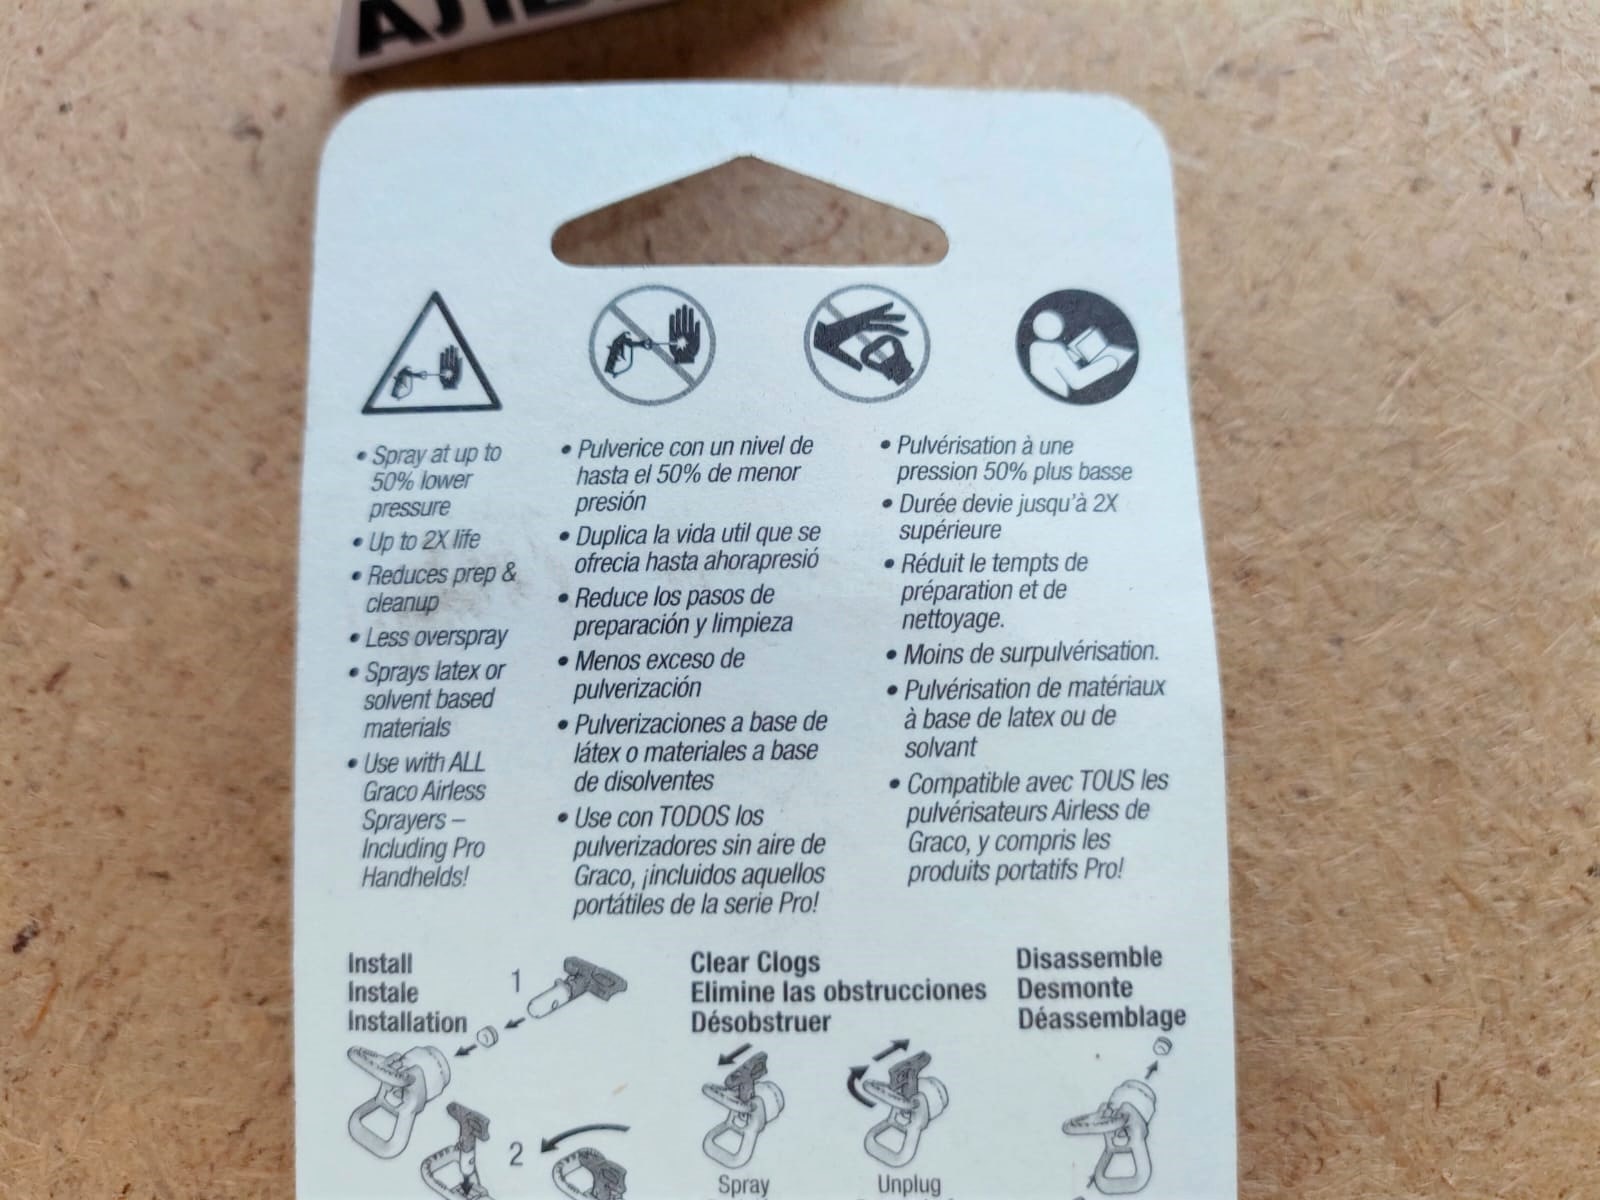 • Spray at up to
50% lower
pressure
• Up to 2X life
• Reduces prep &
cleanup
• Less overspray
• Sprays latex or
solvent based
materials
• Use with ALL
Graco Airless
Sprayers –
Including Pro
Handhelds!
• Pulverice con un nivel de
hasta el 50% de menor
presión
• Duplica la vida util que se
ofrecia hasta ahorapresió
• Reduce los pasos de
preparación y limpieza
• Menos exceso de
pulverización
• Pulverizaciones a base de
látex o materiales a base
de disolventes
• Use con TODOS los
pulverizadores sin aire de
Graco, ¡incluidos aquellos
portátiles de la serie Pro!
• Pulvérisation à une
pression 50% plus basse
• Durée devie jusqu'à 2X
supérieure
• Réduit le tempts de
préparation et de
nettoyage.
• Moins de surpulvérisation.
• Pulvérisation de matériaux
à base de latex ou de
solvant
• Compatible avec TOUS les
pulvérisateurs Airless de
Graco, y compris les
produits portatifs Pro!
Install
Instale
Installation
1
2
Clear Clogs
Elimine las obstrucciones
Désobstruer
Spray
Unplug
Disassemble
Desmonte
Déassemblage